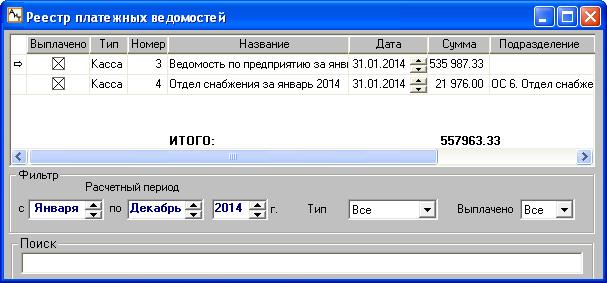 Реестр платежных ведомостей
Выплачено Тип Номер Название Дата Сумма Подразделение
Касса 3 Ведомость по предприятию за янв 31.01.2014 535 987.33
Касса 4 Отдел снабжения за январь 2014 31.01.2014 21 976.00 ОС 6. Отдел снабже
ИТОГО: 557963.33
Фильтр
Расчетный период
с Января по Декабрь 2014 г. Тип Все Выплачено Все
Поиск